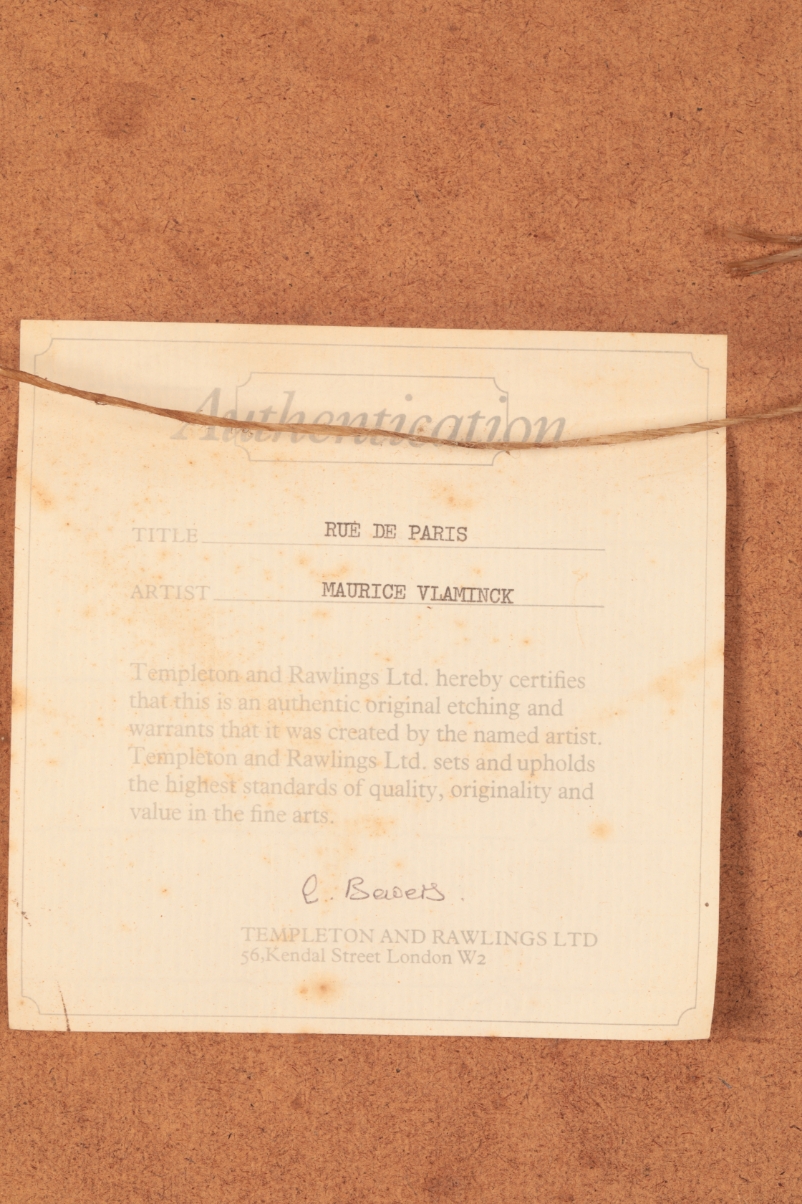 Authentication
TITLE RUE DE PARIS
ARTIST MAURICE VLAMINCK
Templeton and Rawlings Ltd. hereby certifies
that this is an authentic original etching and
warrants that it was created by the named artist.
Templeton and Rawlings Ltd. sets and upholds
the highest standards of quality, originality and
value in the fine arts.
TEMPLETON AND RAWLINGS LTD
56,Kendal Street London W2